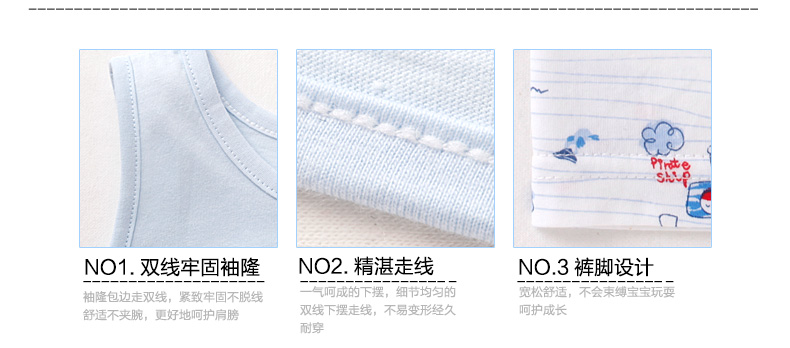 Pirate
Ship
NO1. 双线牢固袖隆
袖隆包边走双线，紧致牢固不脱线
舒适不夹腕，更好地呵护肩膀
NO2. 精湛走线
一气呵成的下摆，细节均匀的
双线下摆走线，不易变形经久
耐穿
NO.3 裤脚设计
宽松舒适，不会束缚宝宝玩耍
呵护成长